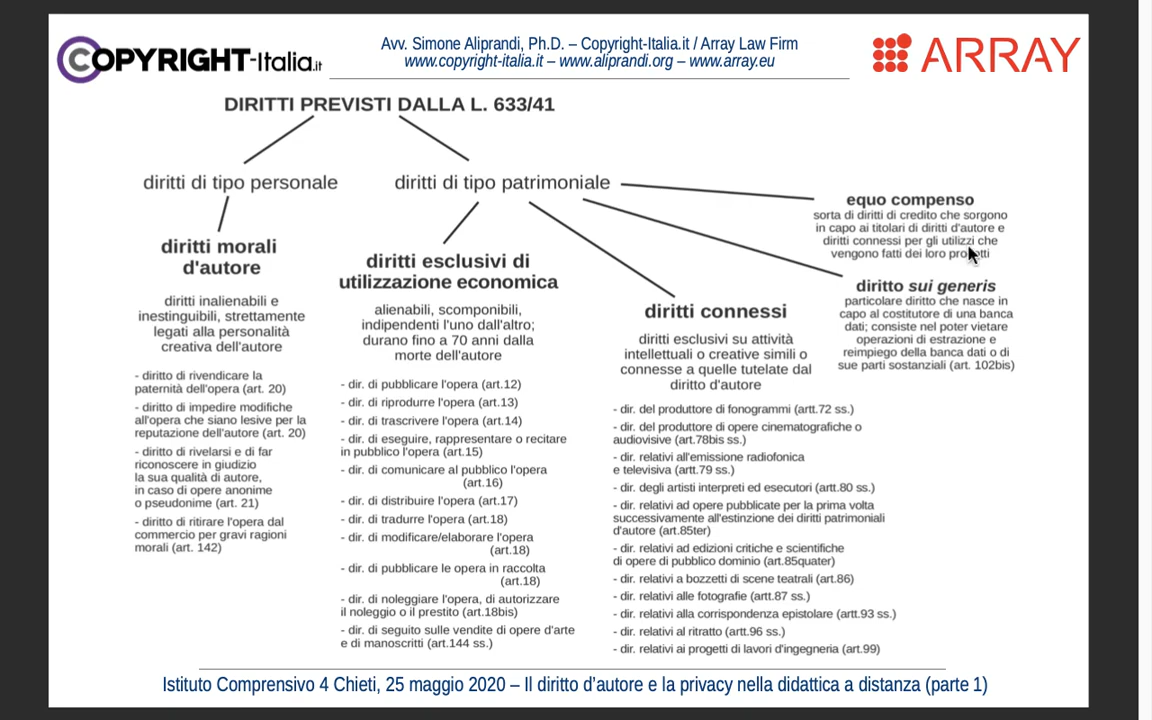 COPYRIGHT-Italia.it
Avv. Simone Aliprandi, Ph.D. – Copyright-Italia.it / Array Law Firm
www.copyright-italia.it – www.aliprandi.org – www.array.eu
ARRAY
DIRITTI PREVISTI DALLA L. 633/41
diritti di tipo personale
diritti morali
d'autore
diritti inalienabili e
inestinguibili, strettamente
legati alla personalità
creativa dell'autore
- diritto di rivendicare la
paternità dell'opera (art. 20)
- diritto di impedire modifiche
all'opera che siano lesive per la
reputazione dell'autore (art. 20)
- diritto di rivelarsi e di far
riconoscere in giudizio
la sua qualità di autore,
in caso di opere anonime
o pseudonime (art. 21)
- diritto di ritirare l'opera dal
commercio per gravi ragioni
morali (art. 142)
diritti di tipo patrimoniale
diritti esclusivi di
utilizzazione economica
alienabili, scomponibili,
indipendenti l'uno dall'altro;
durano fino a 70 anni dalla
morte dell'autore
- dir. di pubblicare l'opera (art.12)
- dir. di riprodurre l'opera (art.13)
- dir. di trascrivere l'opera (art.14)
- dir. di eseguire, rappresentare o recitare
in pubblico l'opera (art.15)
- dir. di comunicare al pubblico l'opera
(art.16)
- dir. di distribuire l'opera (art.17)
- dir. di tradurre l'opera (art.18)
- dir. di modificare/elaborare l'opera
(art.18)
- dir. di pubblicare le opera in raccolta
(art.18)
- dir. di noleggiare l'opera, di autorizzare
il noleggio o il prestito (art.18bis)
- dir. di seguito sulle vendite di opere d'arte
e di manoscritti (art.144 ss.)
diritti connessi
diritti esclusivi su attività
intellettuali o creative simili o
connesse a quelle tutelate dal
diritto d'autore
- dir. del produttore di fonogrammi (artt.72 ss.)
- dir. del produttore di opere cinematografiche o
audiovisive (art.78bis ss.)
- dir. relativi all'emissione radiofonica
e televisiva (artt.79 ss.)
- dir. degli artisti interpreti ed esecutori (artt.80 ss.)
- dir. relativi ad opere pubblicate per la prima volta
successivamente all'estinzione dei diritti patrimoniali
d'autore (art.85ter)
- dir. relativi ad edizioni critiche e scientifiche
di opere di pubblico dominio (art.85quater)
- dir. relativi a bozzetti di scene teatrali (art.86)
- dir. relativi alle fotografie (artt.87 ss.)
- dir. relativi alla corrispondenza epistolare (artt.93 ss.)
- dir. relativi al ritratto (artt.96 ss.)
- dir. relativi ai progetti di lavori d'ingegneria (art.99)
equo compenso
sorta di diritti di credito che sorgono
in capo ai titolari di diritti d'autore e
diritti connessi per gli utilizzi che
vengono fatti dei loro
diritto sui generis
particolare diritto che nasce in
capo al costitutore di una banca
dati; consiste nel poter vietare
operazioni di estrazione e
reimpiego della banca dati o di
sue parti sostanziali (art. 102bis)
Istituto Comprensivo 4 Chieti, 25 maggio 2020 – Il diritto d'autore e la privacy nella didattica a distanza (parte 1)